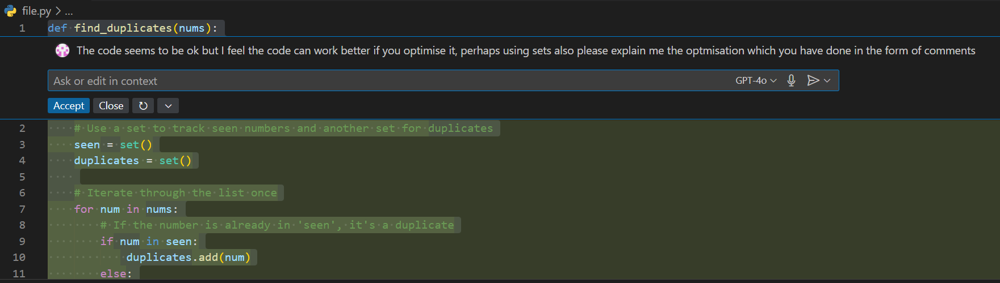 file.py > ...
1 def find_duplicates(nums):
The code seems to be ok but I feel the code can work better if you optimise it, perhaps using sets also please explain me the optmisation which you have done in the form of comments
Ask or edit in context GPT-4o
Accept Close
2 # Use a set to track seen numbers and another set for duplicates
3 seen = set()
4 duplicates = set()
5
6 # Iterate through the list once
7 for num in nums:
8 # If the number is already in 'seen', it's a duplicate
9 if num in seen:
10 duplicates.add(num)
11 else: